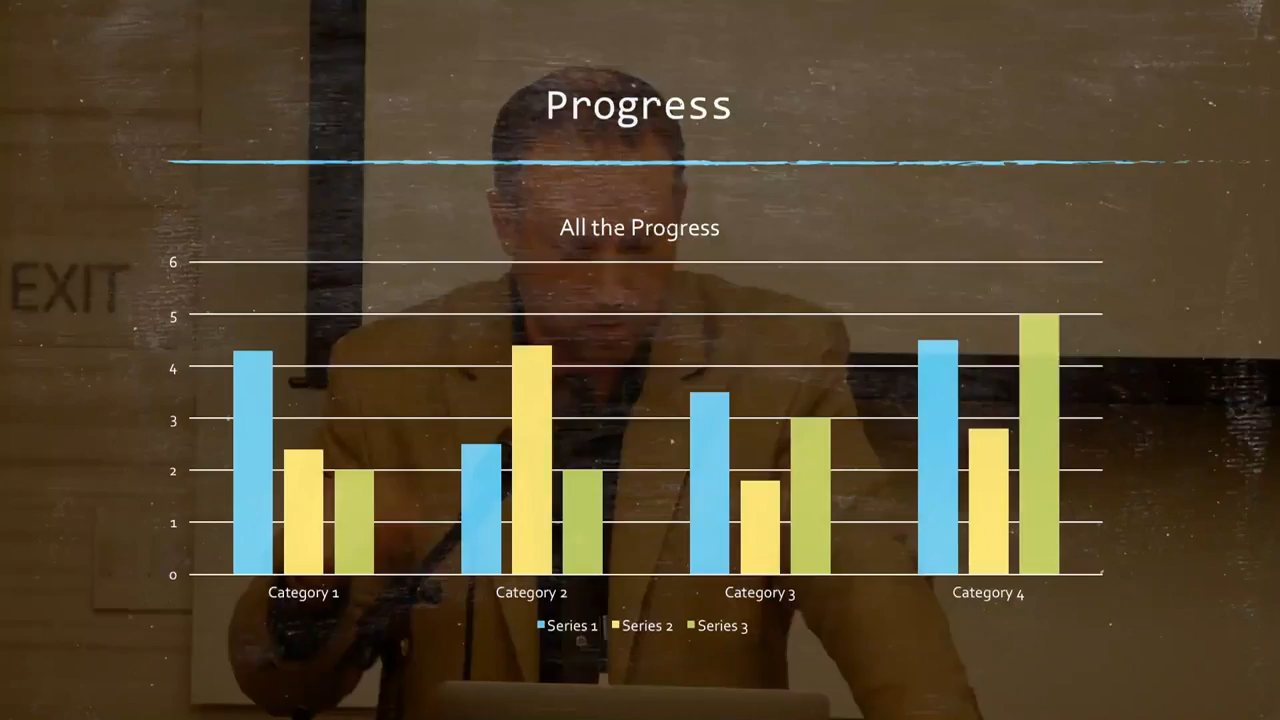 Progress
All the Progress
6
5
4
3
2
1
0
EXIT
Category 1 Category 2 Category 3 Category 4
Series 1 Series 2 Series 3